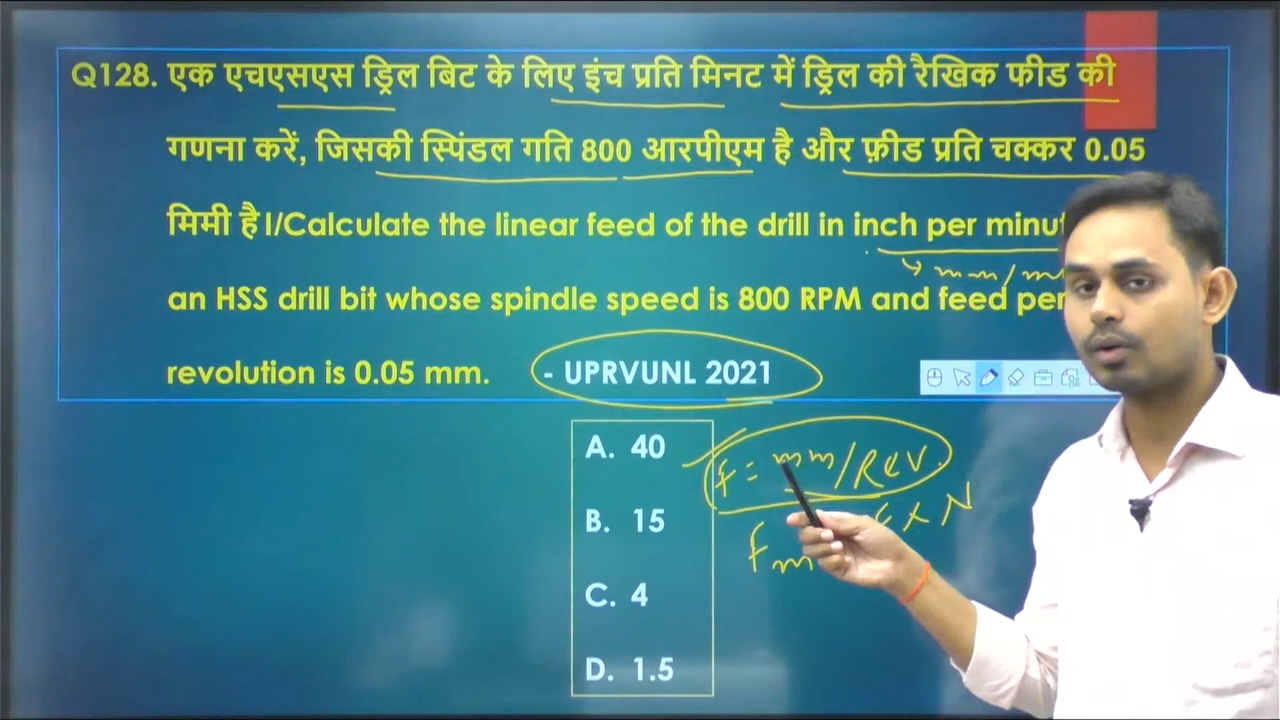 Q128. एक एचएसएस ड्रिल बिट के लिए इंच प्रति मिनट में ड्रिल की रैखिक फीड की
गणना करें, जिसकी स्पिंडल गति 800 आरपीएम है और फ़ीड प्रति चक्कर 0.05
मिमी है।/Calculate the linear feed of the drill in inch per
mm/
an HSS drill bit whose spindle speed is 800 RPM and feed per
revolution is 0.05 mm. - UPRVUNL 2021
A. 40
f = mm/Rev.
B. 15
fm × N
C. 4
D. 1.5